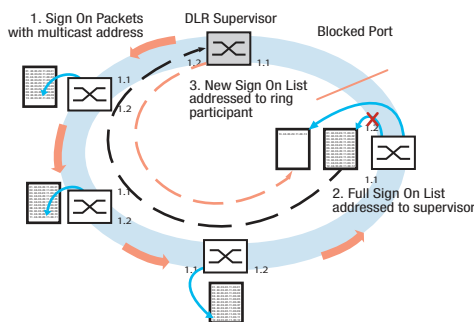 1. Sign On Packets
with multicast address
DLR Supervisor
Blocked Port
1.2
1.1
3. New Sign On List
addressed to ring
participant
1.1
1.2
1.2
1.1
2. Full Sign On List
addressed to supervisor
1.1
1.2
1.1
1.2